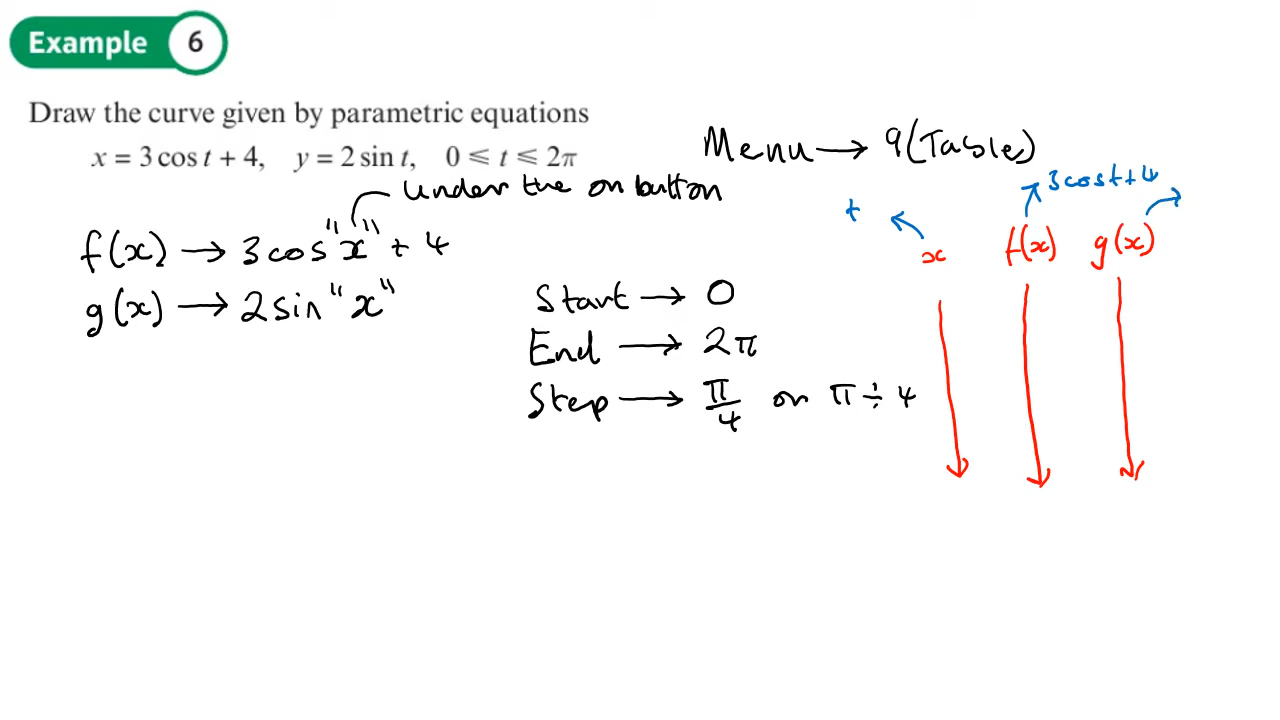 Example 6
Draw the curve given by parametric equations
x = 3 cos t + 4, y = 2 sin t, 0 ⩽ t ⩽ 2π
Menu → 9(Table)
under the on button
f(x) → 3cos "x" + 4
g(x) → 2sin "x"
Start → 0
End → 2π
Step → π/4 or π ÷ 4
t 3cost+4
x f(x) g(x)